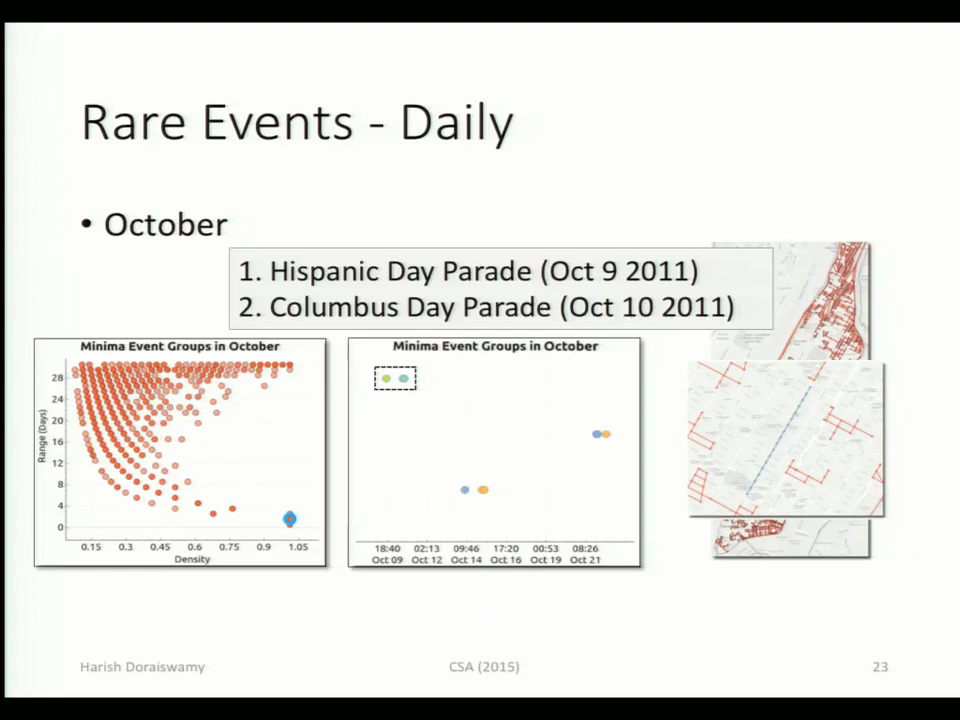 Rare Events - Daily
• October
1. Hispanic Day Parade (Oct 9 2011)
2. Columbus Day Parade (Oct 10 2011)
Minima Event Groups in October
28
24
20
16
12
8
4
0
Range (Days)
0.15 0.3 0.45 0.6 0.75 0.9 1.05
Density
Minima Event Groups in October
18:40 02:13 09:46 17:20 00:53 08:26
Oct 09 Oct 12 Oct 14 Oct 16 Oct 19 Oct 21
Harish Doraiswamy
CSA (2015)
23